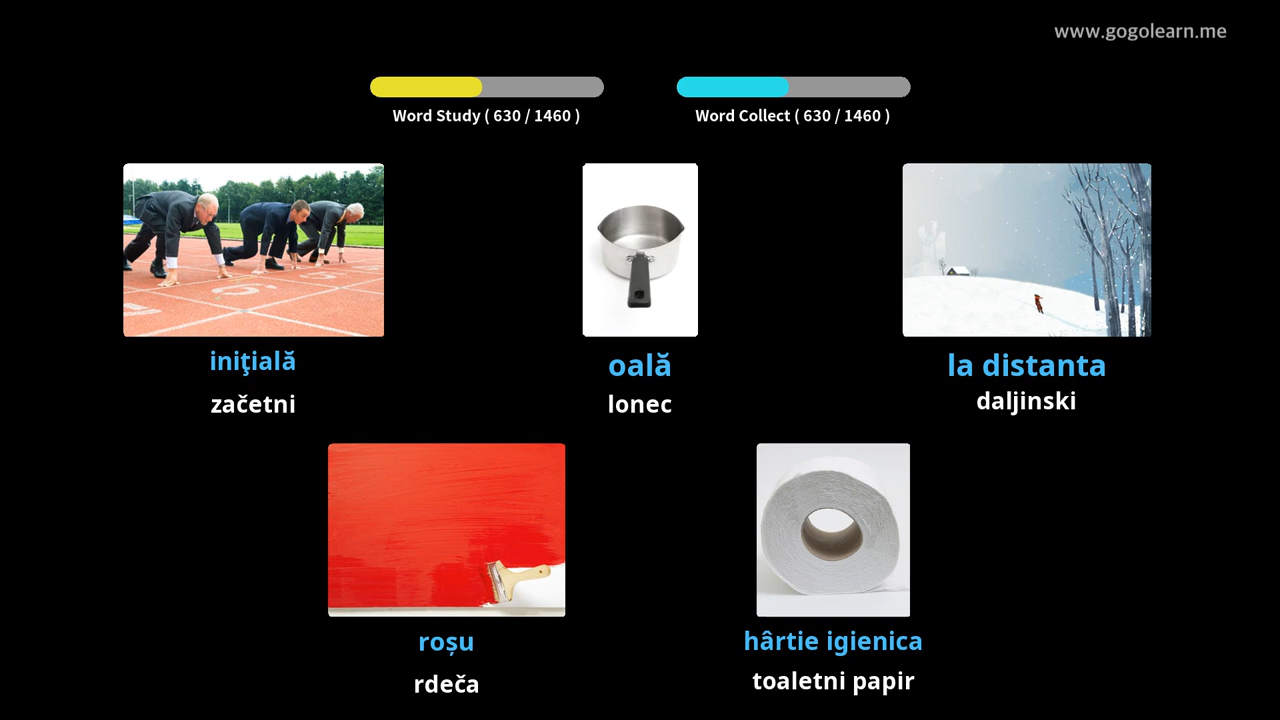 www.gogolearn.me
Word Study ( 630 / 1460 )
Word Collect ( 630 / 1460 )
iniţială
začetni
oală
lonec
la distanta
daljinski
roșu
rdeča
hârtie igienica
toaletni papir